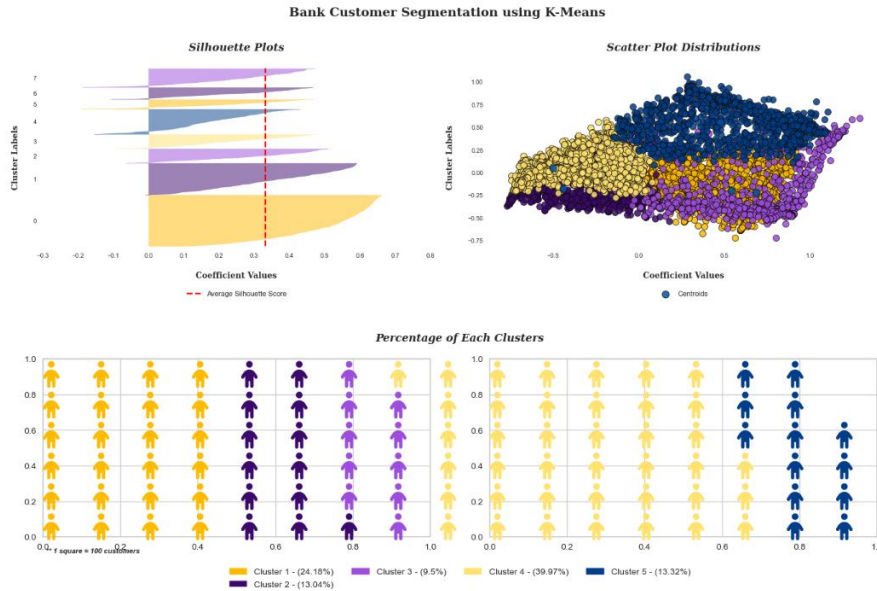 Bank Customer Segmentation using K-Means
Silhouette Plots
Cluster Labels
7
6
5
4
3
2
1
0
-0.3 -0.2 -0.1 0.0 0.1 0.2 0.3 0.4 0.5 0.6 0.7 0.8
Coefficient Values
Average Silhouette Score
Scatter Plot Distributions
Cluster Labels
1.00
0.75
0.50
0.25
0.00
-0.25
-0.50
-0.75
-0.5 0.0 0.5 1.0
Coefficient Values
Centroids
Percentage of Each Clusters
1.0
0.8
0.6
0.4
0.2
0.0
0.0 0.2 0.4 0.6 0.8 1.0
1.0
0.8
0.6
0.4
0.2
0.0
0.0 0.2 0.4 0.6 0.8 1.0
** 1 square ≈ 100 customers
Cluster 1 - (24.18%) Cluster 3 - (9.5%) Cluster 4 - (39.97%) Cluster 5 - (13.32%)
Cluster 2 - (13.04%)